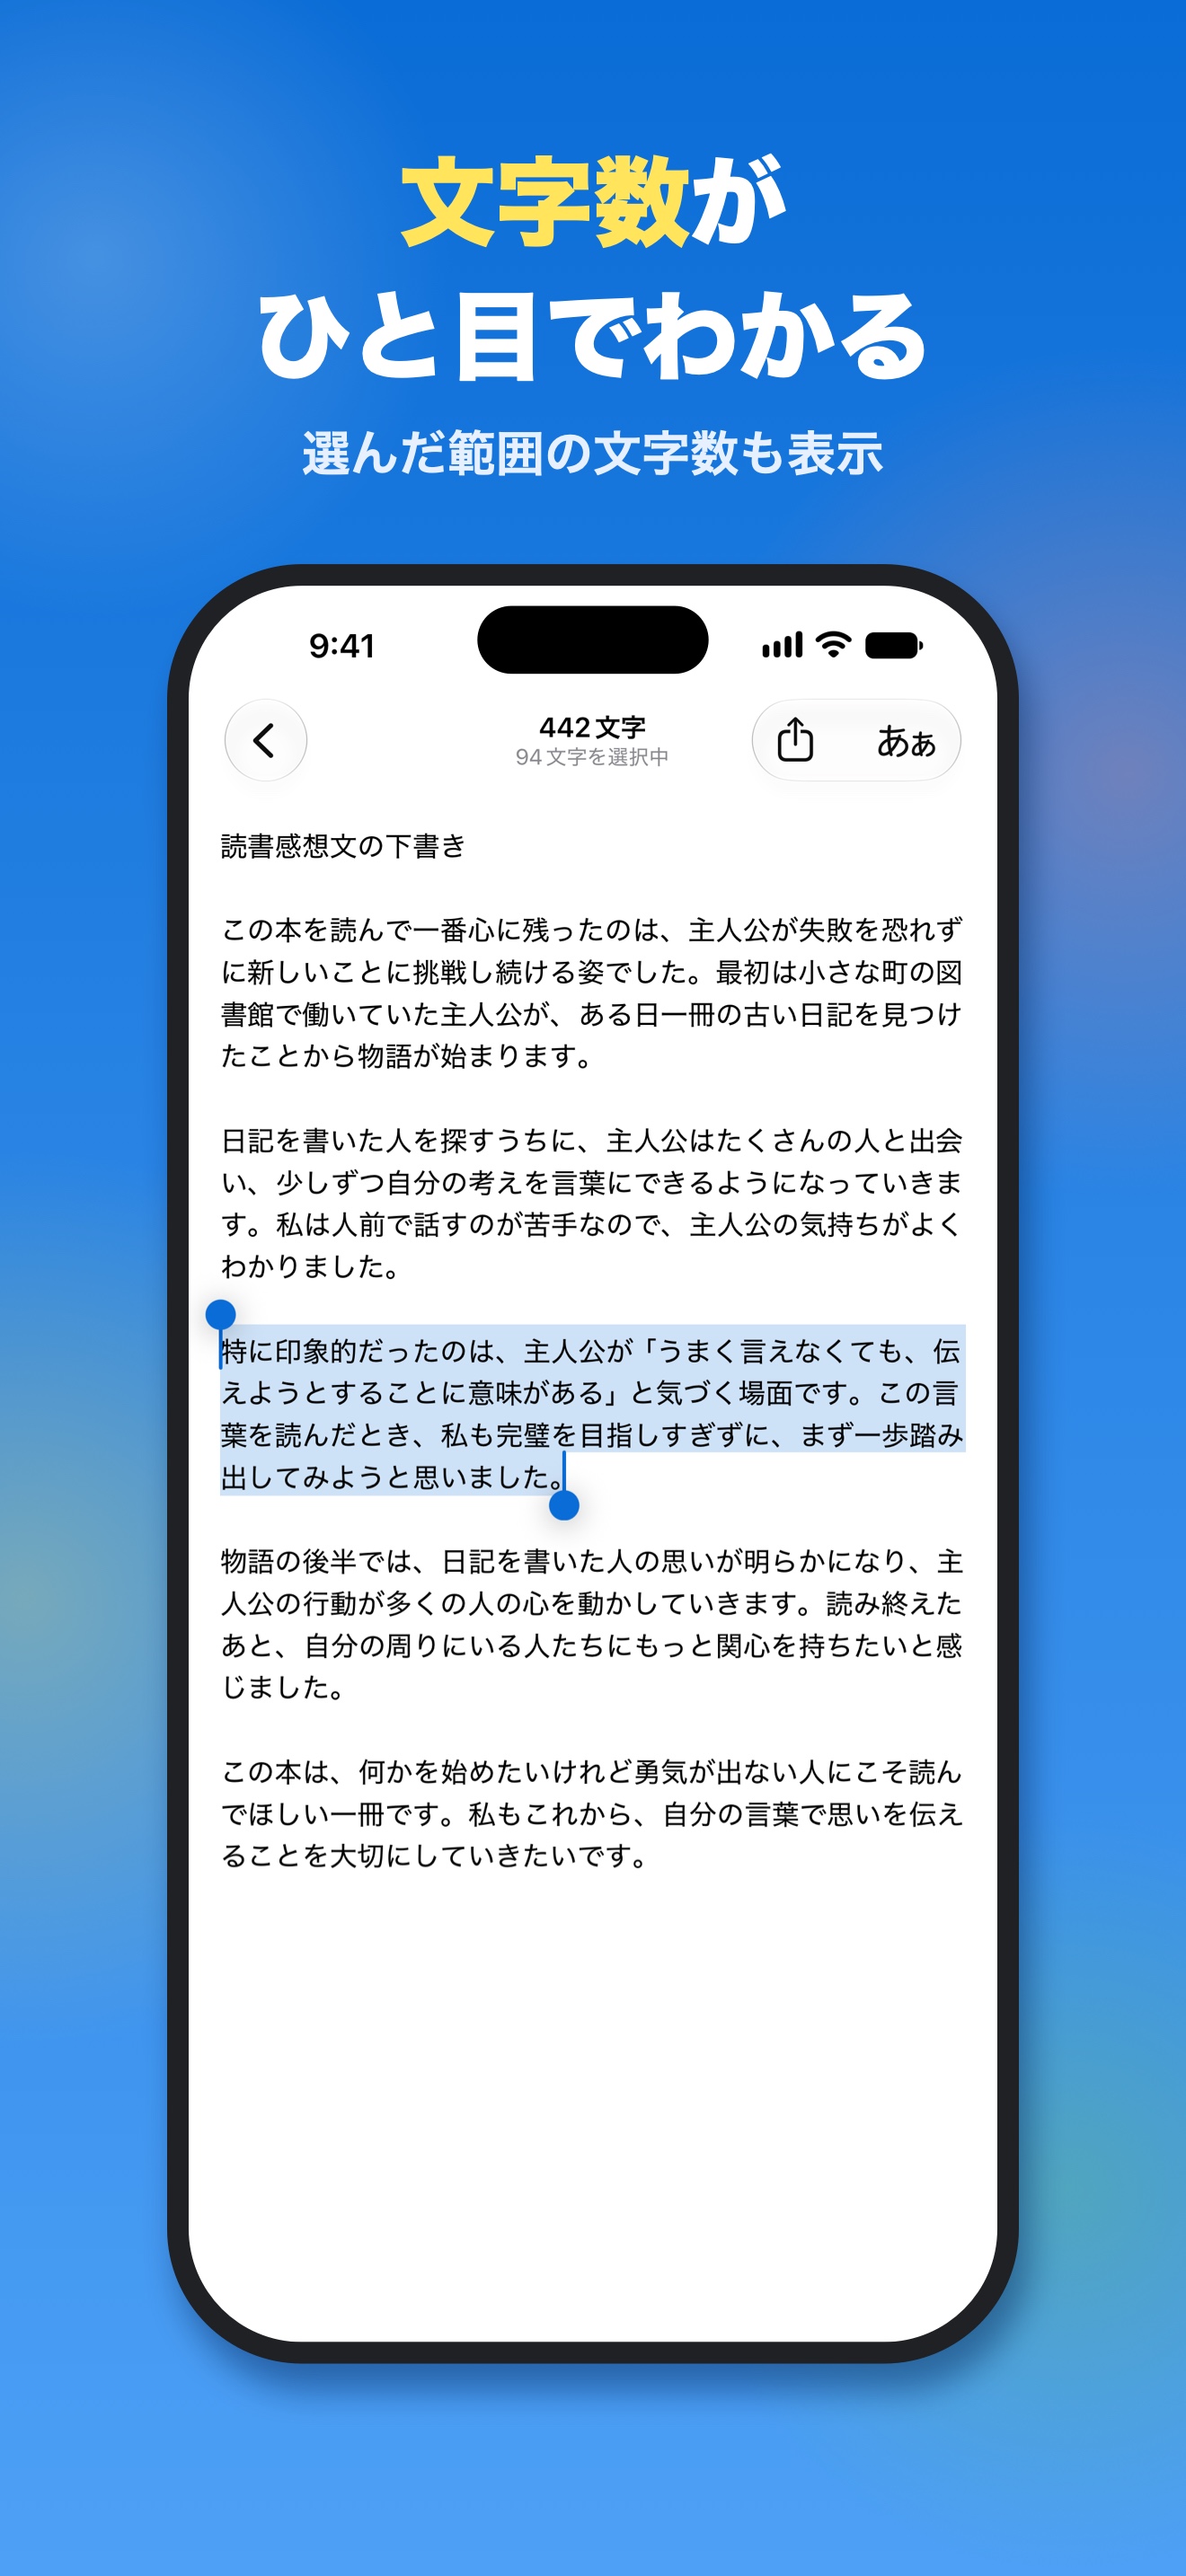 文字数が
ひと目でわかる
選んだ範囲の文字数も表示
9:41
442文字
94文字を選択中
あぁ
読書感想文の下書き
この本を読んで一番心に残ったのは、主人公が失敗を恐れず
に新しいことに挑戦し続ける姿でした。最初は小さな町の図
書館で働いていた主人公が、ある日一冊の古い日記を見つけ
たことから物語が始まります。
日記を書いた人を探すうちに、主人公はたくさんの人と出会
い、少しずつ自分の考えを言葉にできるようになっていきま
す。私は人前で話すのが苦手なので、主人公の気持ちがよく
わかりました。
特に印象的だったのは、主人公が「うまく言えなくても、伝
えようとすることに意味がある」と気づく場面です。この言
葉を読んだとき、私も完璧を目指しすぎずに、まず一歩踏み
出してみようと思いました。
物語の後半では、日記を書いた人の思いが明らかになり、主
人公の行動が多くの人の心を動かしていきます。読み終えた
あと、自分の周りにいる人たちにもっと関心を持ちたいと感
じました。
この本は、何かを始めたいけれど勇気が出ない人にこそ読ん
でほしい一冊です。私もこれから、自分の言葉で思いを伝え
ることを大切にしていきたいです。